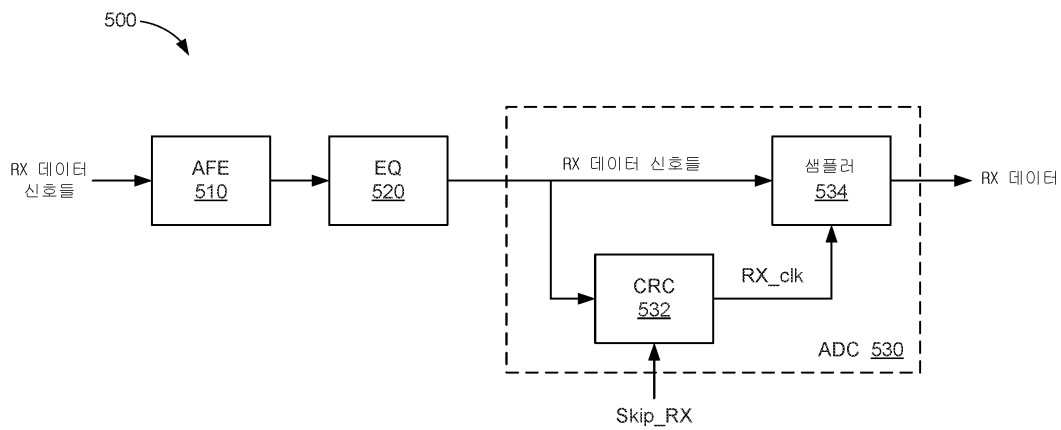 500
RX 데이터
신호들
AFE
510
EQ
520
RX 데이터 신호들
샘플러
534
RX 데이터
CRC
532
RX_clk
ADC 530
Skip_RX